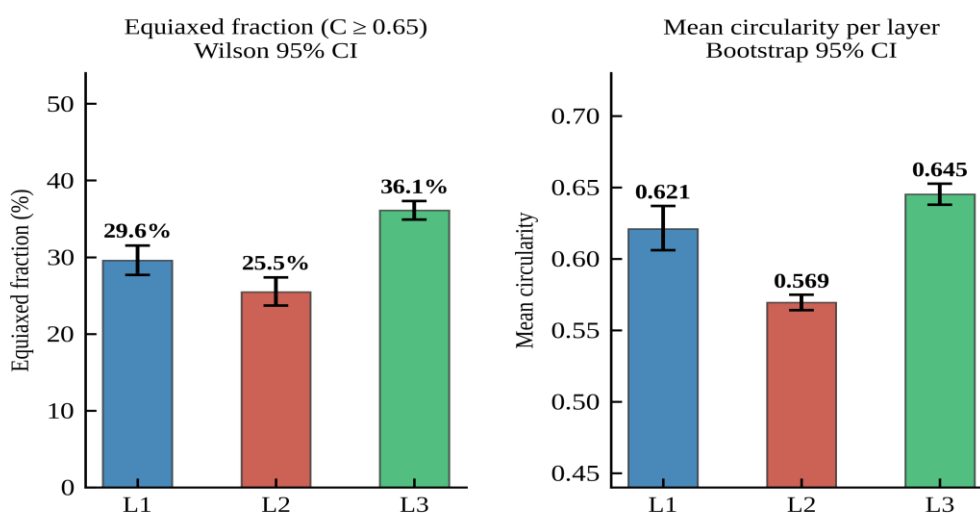 Equiaxed fraction (C ≥ 0.65)
Wilson 95% CI
Equiaxed fraction (%)
50
40
30
20
10
0
29.6%
25.5%
36.1%
L1
L2
L3
Mean circularity per layer
Bootstrap 95% CI
Mean circularity
0.70
0.65
0.60
0.55
0.50
0.45
0.621
0.569
0.645
L1
L2
L3